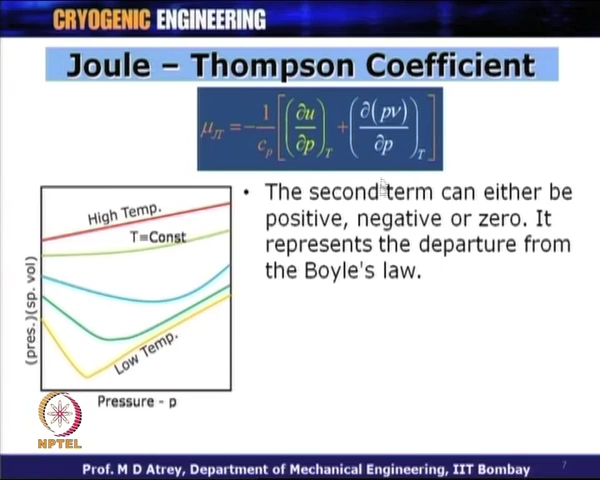 CRYOGENIC ENGINEERING
Joule – Thompson Coefficient
μ_JT = -1/c_p [(∂u/∂p)_T + (∂(pν)/∂p)_T]
• The second term can either be
positive, negative or zero. It
represents the departure from
the Boyle's law.
High Temp.
T=Const
Low Temp.
(pres.)(sp. vol)
Pressure - p
NPTEL
Prof. M D Atrey, Department of Mechanical Engineering, IIT Bombay
7